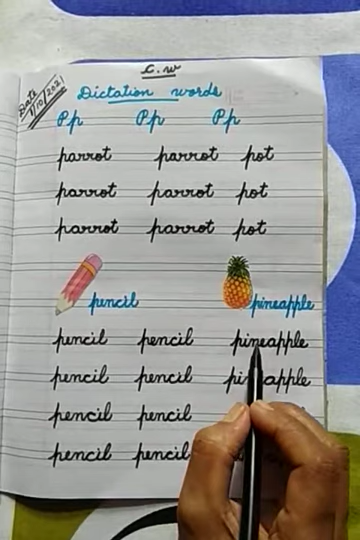 C.w
Date
1/10/2021
Dictation words
Pp Pp Pp
parrot parrot pot
parrot parrot pot
parrot parrot pot
pencil pineapple
pencil pencil pineapple
pencil pencil pineapple
pencil pencil
pencil pencil